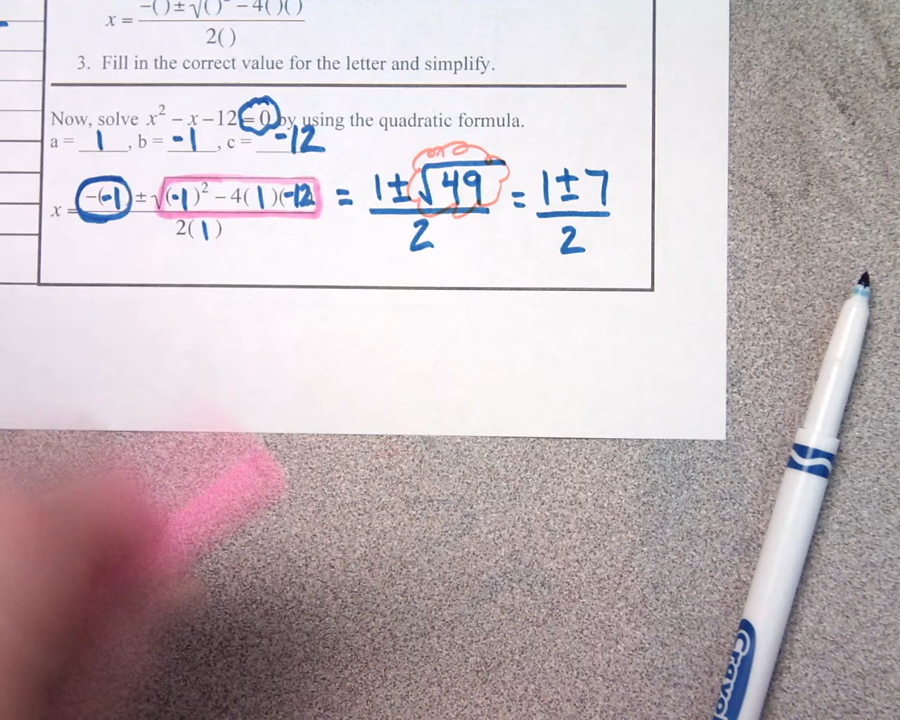 x = -() ± √()² - 4()() / 2()
3. Fill in the correct value for the letter and simplify.
Now, solve x² - x - 12 = 0 by using the quadratic formula.
a = 1, b = -1, c = -12
x = -(-1) ± √(-1)² - 4(1)(-12 / 2(1) = 1 ± √49 / 2 = 1 ± 7 / 2